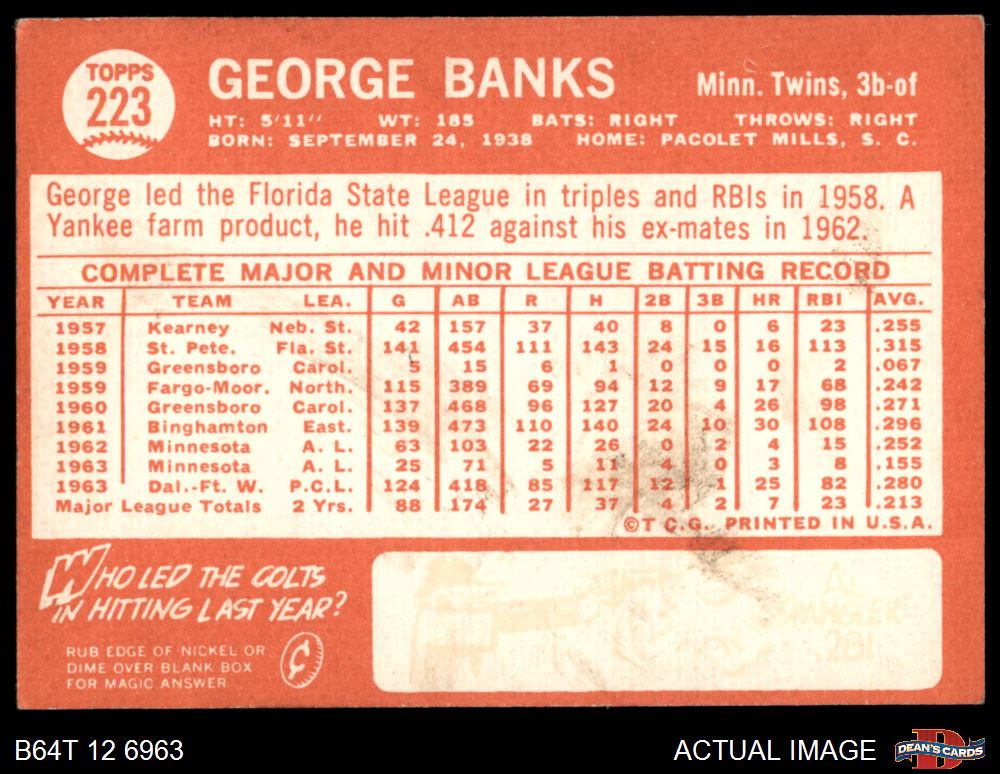 TOPPS
223
GEORGE BANKS
Minn. Twins, 3b-of
HT: 5'11" WT: 185 BATS: RIGHT THROWS: RIGHT
BORN: SEPTEMBER 24, 1938 HOME: PACOLET MILLS, S. C.
George led the Florida State League in triples and RBIs in 1958. A
Yankee farm product, he hit .412 against his ex-mates in 1962.
COMPLETE MAJOR AND MINOR LEAGUE BATTING RECORD
YEAR TEAM LEA. G AB R H 2B 3B HR RBI AVG.
1957 Kearney Neb. St. 42 157 37 40 8 0 6 23 .255
1958 St. Pete. Fla. St. 141 454 111 143 24 15 16 113 .315
1959 Greensboro Carol. 5 15 6 1 0 0 0 2 .067
1959 Fargo-Moor. North. 115 389 69 94 12 9 17 68 .242
1960 Greensboro Carol. 137 468 96 127 20 4 26 98 .271
1961 Binghamton East. 139 473 110 140 24 10 30 108 .296
1962 Minnesota A. L. 63 103 22 26 0 2 4 15 .252
1963 Minnesota A. L. 25 71 5 11 4 0 3 8 .155
1963 Dal.-Ft. W. P.C.L. 124 418 85 117 12 1 25 82 .280
Major League Totals 2 Yrs. 88 174 27 37 4 2 7 23 .213
©T.C.G. PRINTED IN U.S.A.
WHO LED THE COLTS
IN HITTING LAST YEAR?
RUB EDGE OF NICKEL OR
DIME OVER BLANK BOX
FOR MAGIC ANSWER
AL
SPANGLER
.281
B64T 12 6963
ACTUAL IMAGE
DEAN'S CARDS